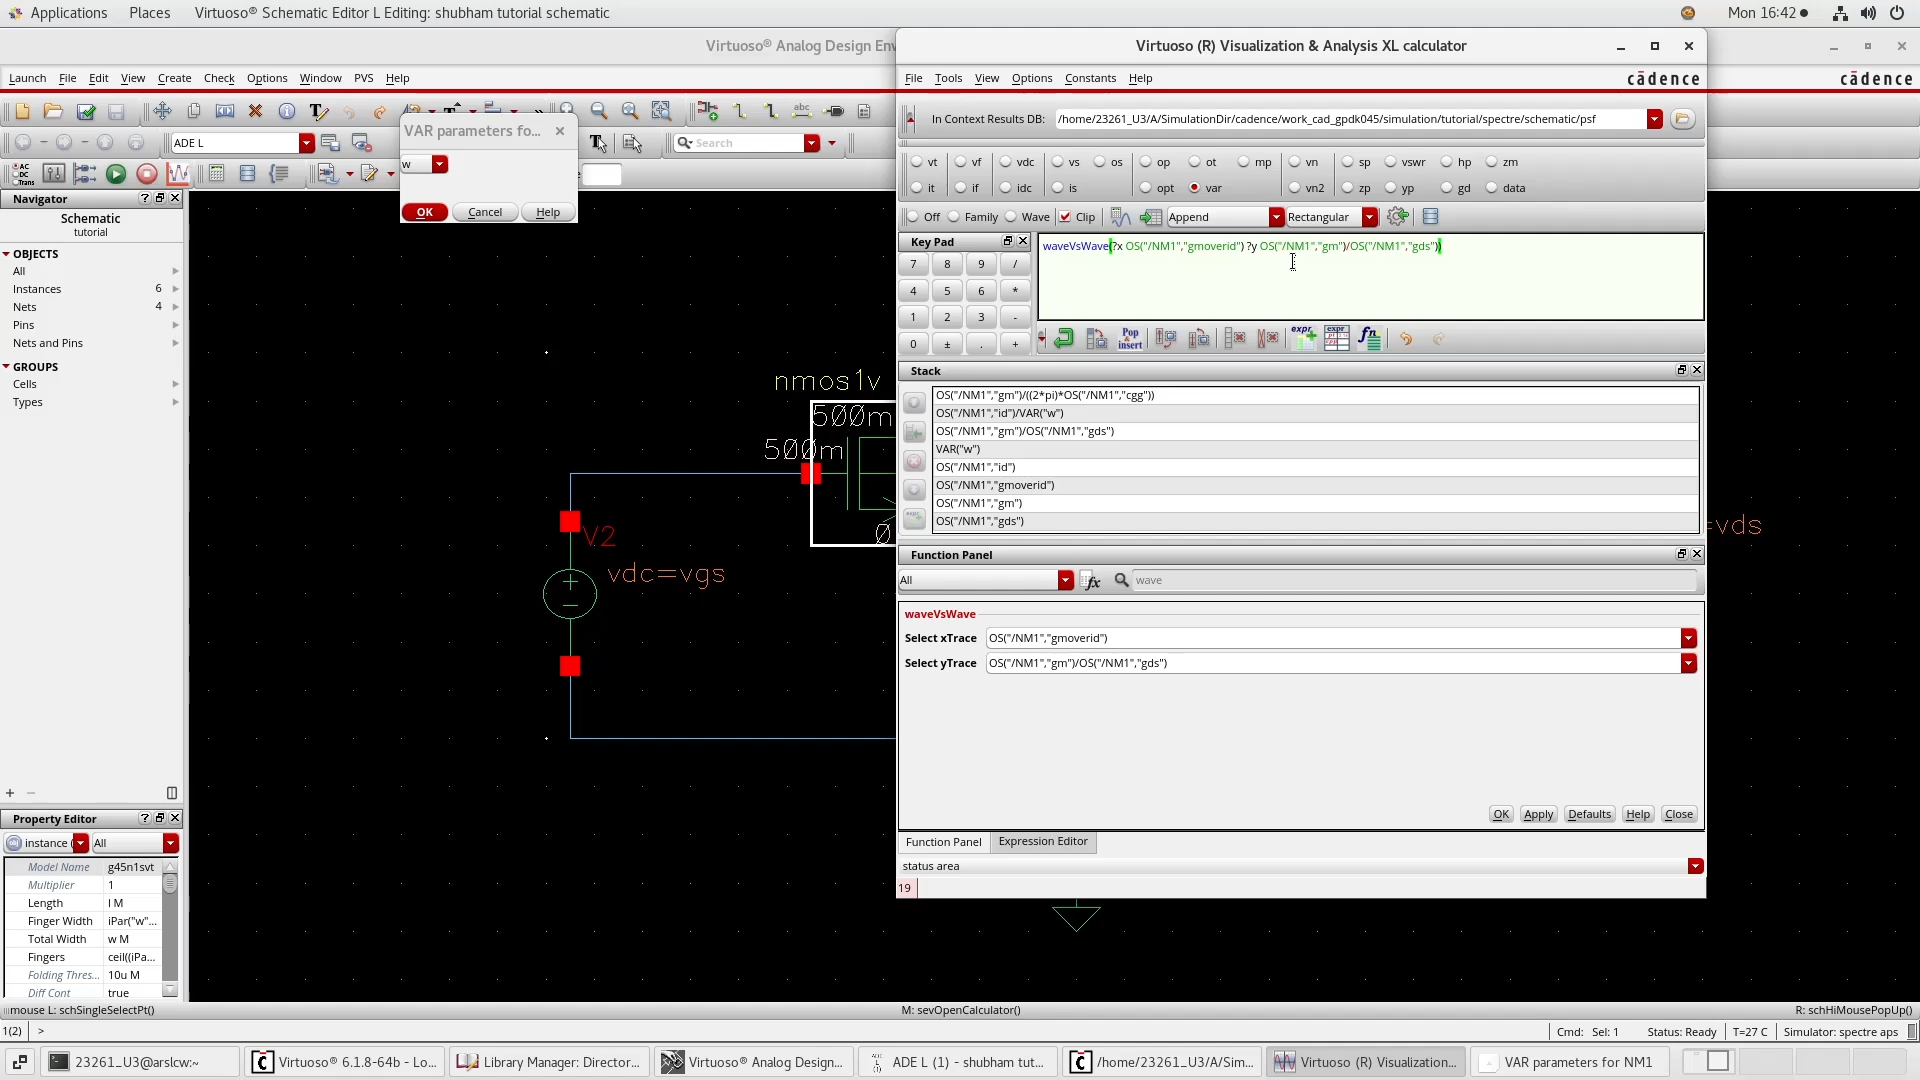 Applications Places Virtuoso® Schematic Editor L Editing: shubham tutorial schematic Mon 16:42
Virtuoso® Analog Design Env
Virtuoso (R) Visualization & Analysis XL calculator
Launch File Edit View Create Check Options Window PVS Help
File Tools View Options Constants Help cādence
cādence
VAR parameters fo...
w
OK Cancel Help
ADE L
Search
In Context Results DB: /home/23261_U3/A/SimulationDir/cadence/work_cad_gpdk045/simulation/tutorial/spectre/schematic/psf
vt vf vdc vs os op ot mp vn sp vswr hp zm
it if idc is opt var vn2 zp yp gd data
Off Family Wave Clip Append Rectangular
Key Pad
7 8 9 /
4 5 6 *
1 2 3 -
0 ± . +
waveVsWave(?x OS("/NM1","gmoverid") ?y OS("/NM1","gm")/OS("/NM1","gds"))
Pop insert
expr
expr
fn
Stack
OS("/NM1","gm")/((2*pi)*OS("/NM1","cgg"))
OS("/NM1","id")/VAR("w")
OS("/NM1","gm")/OS("/NM1","gds")
VAR("w")
OS("/NM1","id")
OS("/NM1","gmoverid")
OS("/NM1","gm")
OS("/NM1","gds")
Function Panel
All fx wave
waveVsWave
Select xTrace OS("/NM1","gmoverid")
Select yTrace OS("/NM1","gm")/OS("/NM1","gds")
OK Apply Defaults Help Close
Function Panel Expression Editor
status area
19
Navigator
Schematic
tutorial
OBJECTS
All
Instances 6
Nets 4
Pins
Nets and Pins
GROUPS
Cells
Types
nmos1v
500m
500m
0
V2
vdc=vgs
=vds
Property Editor
instance ( All
Model Name g45n1svt
Multiplier 1
Length l M
Finger Width iPar("w"...
Total Width w M
Fingers ceil((iPa...
Folding Thres... 10u M
Diff Cont true
mouse L: schSingleSelectPt() M: sevOpenCalculator() R: schHiMousePopUp()
1(2) > Cmd: Sel: 1 Status: Ready T=27 C Simulator: spectre aps
23261_U3@arslcw:~ Virtuoso® 6.1.8-64b - Lo... Library Manager: Director... Virtuoso® Analog Design... ADE L (1) - shubham tut... /home/23261_U3/A/Sim... Virtuoso (R) Visualization... VAR parameters for NM1